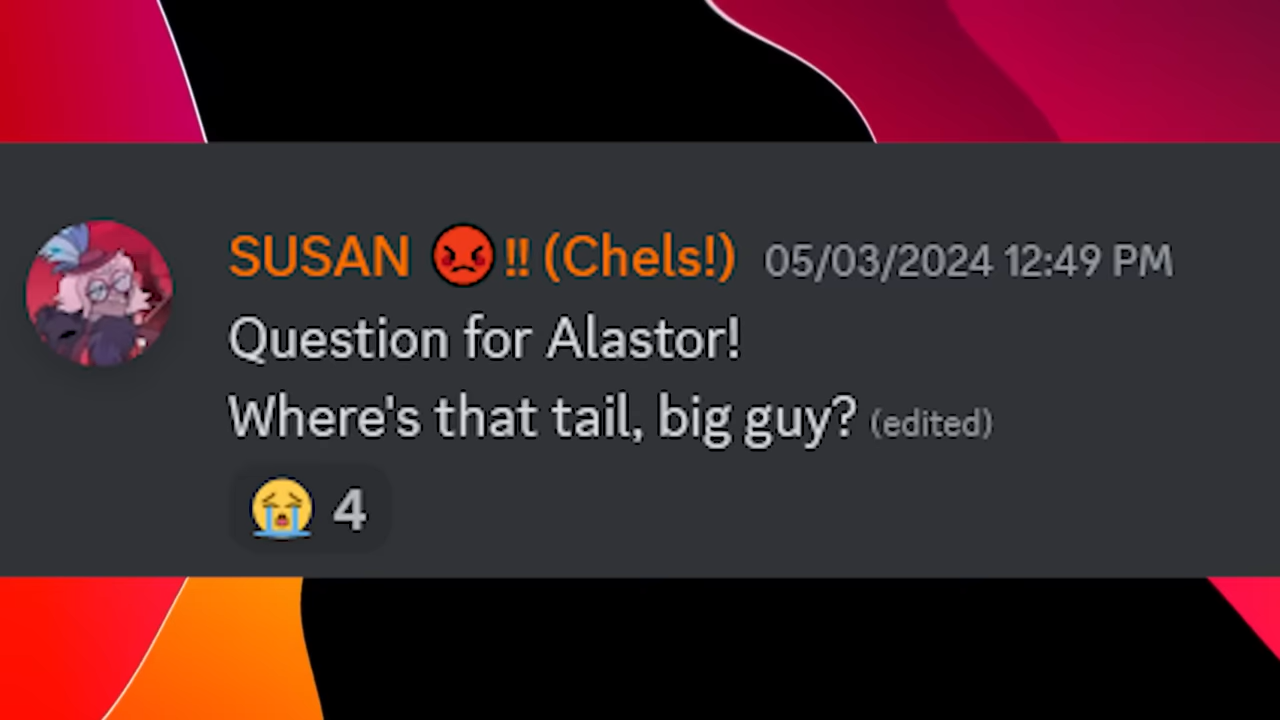 SUSAN 😡‼ (Chels!) 05/03/2024 12:49 PM
Question for Alastor!
Where's that tail, big guy? (edited)
😭 4